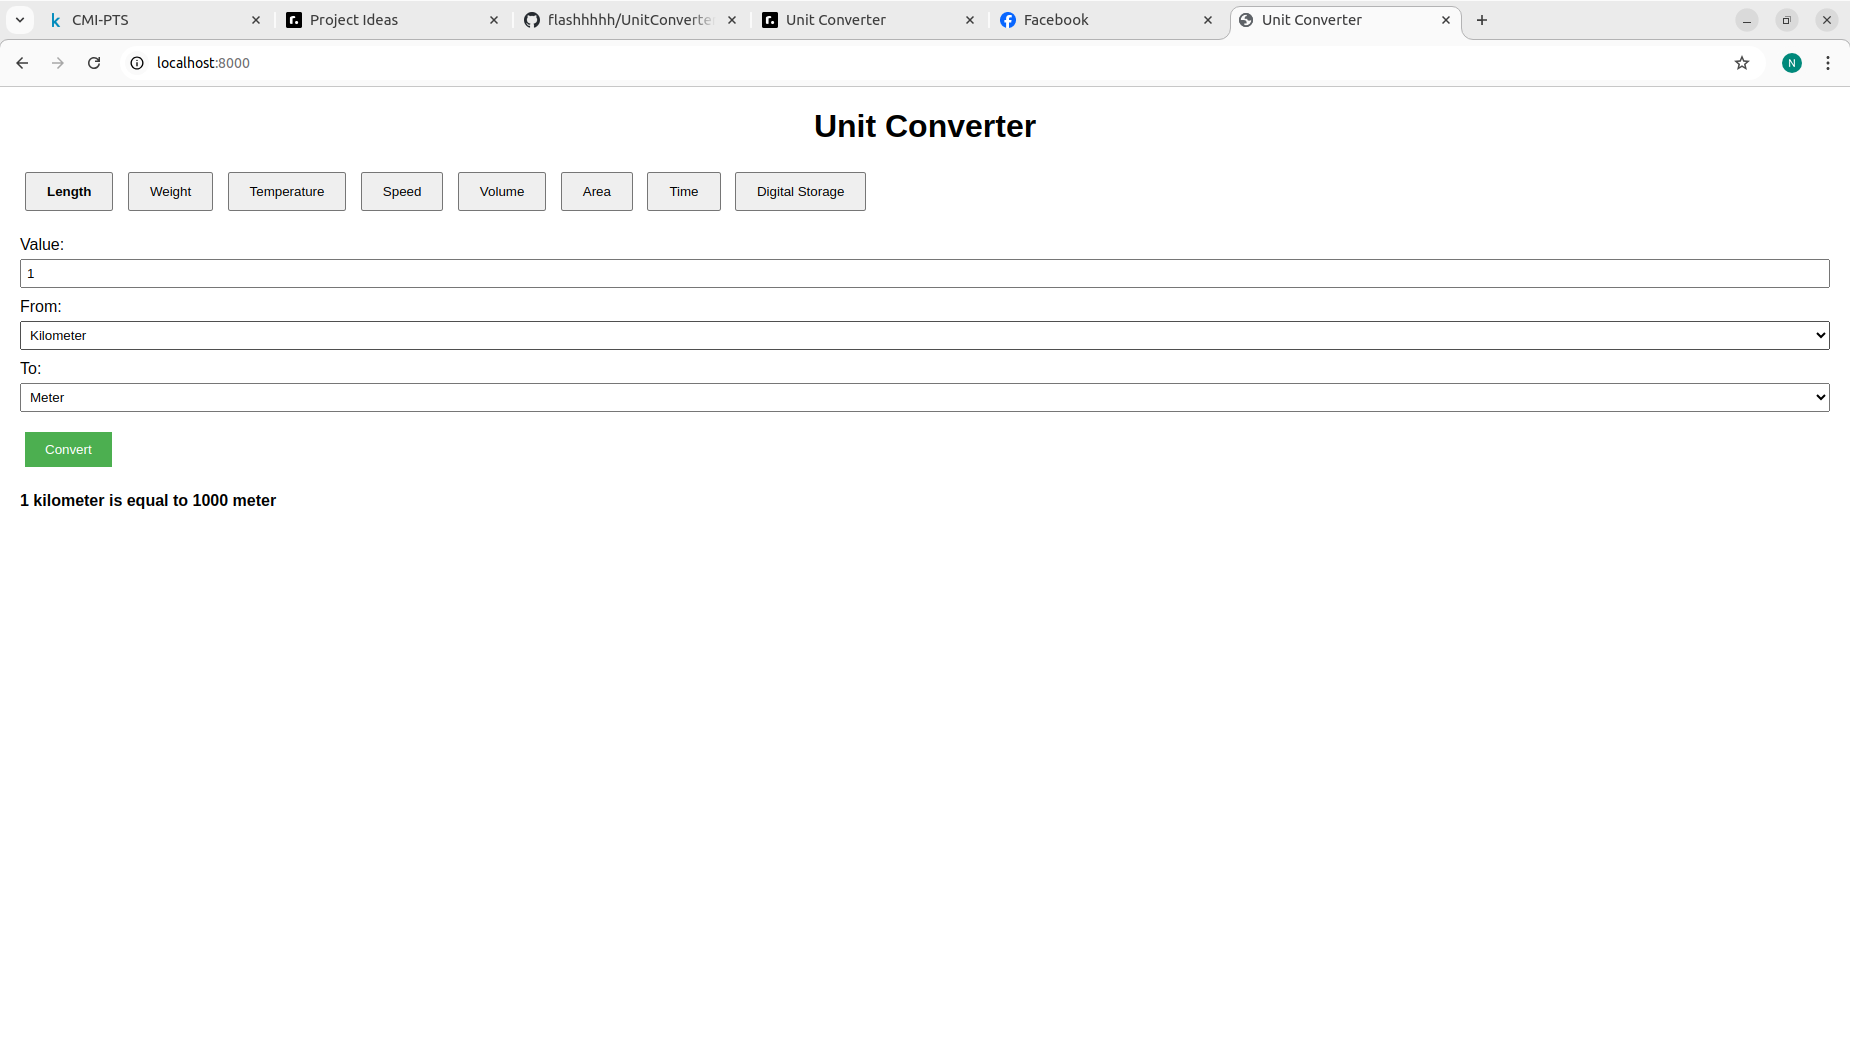 k CMI-PTS Project Ideas flashhhhh/UnitConverte Unit Converter Facebook Unit Converter
localhost:8000 N
Unit Converter
Length Weight Temperature Speed Volume Area Time Digital Storage
Value:
1
From:
Kilometer
To:
Meter
Convert
1 kilometer is equal to 1000 meter